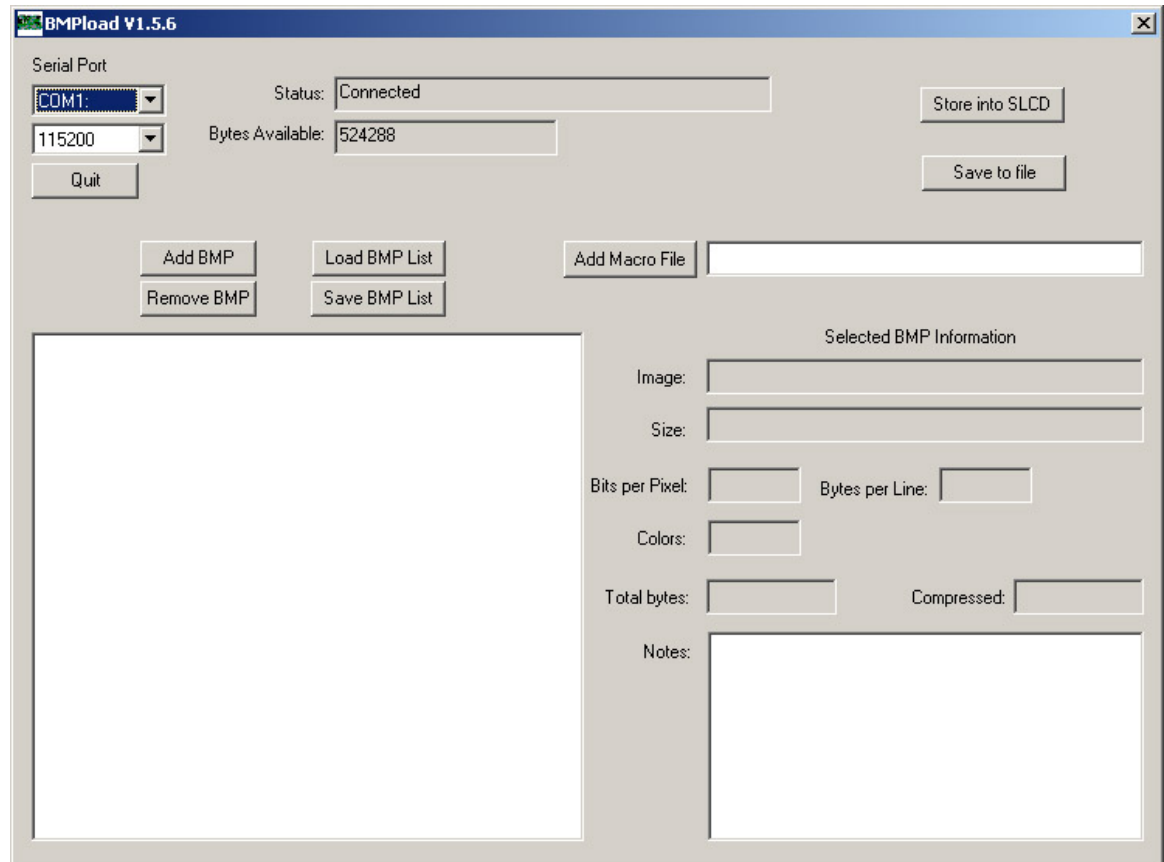 BMPload V1.5.6
Serial Port
COM1:
Status: Connected
Store into SLCD
115200
Bytes Available: 524288
Quit
Save to file
Add BMP
Load BMP List
Add Macro File
Remove BMP
Save BMP List
Selected BMP Information
Image:
Size:
Bits per Pixel:
Bytes per Line:
Colors:
Total bytes:
Compressed:
Notes: